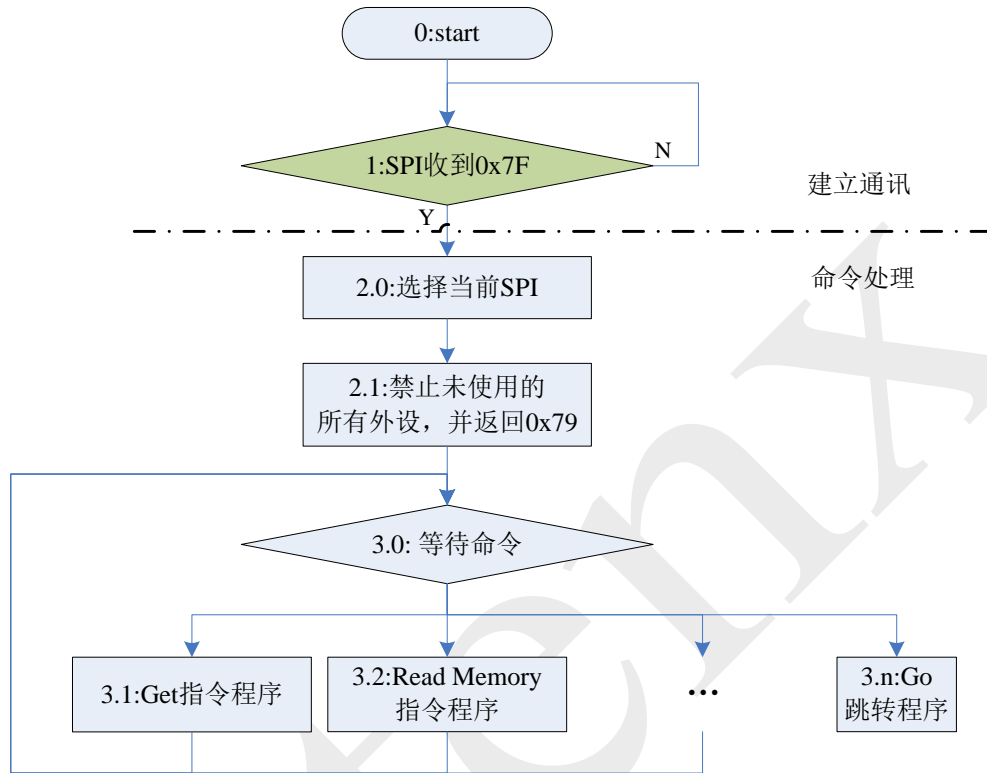 0:start
1:SPI收到0x7F
N
建立通讯
Y
2.0:选择当前SPI
命令处理
2.1:禁止未使用的
所有外设，并返回0x79
3.0: 等待命令
3.1:Get指令程序
3.2:Read Memory
指令程序
...
3.n:Go
跳转程序